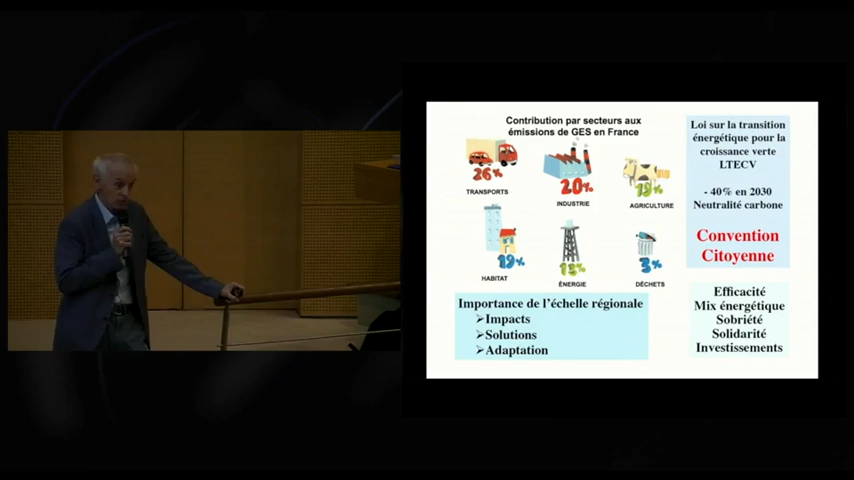 Contribution par secteurs aux
émissions de GES en France
26%
TRANSPORTS
20%
INDUSTRIE
19%
AGRICULTURE
19%
HABITAT
13%
ÉNERGIE
3%
DÉCHETS
Importance de l'échelle régionale
➢Impacts
➢Solutions
➢Adaptation
Loi sur la transition
énergétique pour la
croissance verte
LTECV
- 40% en 2030
Neutralité carbone
Convention
Citoyenne
Efficacité
Mix énergétique
Sobriété
Solidarité
Investissements